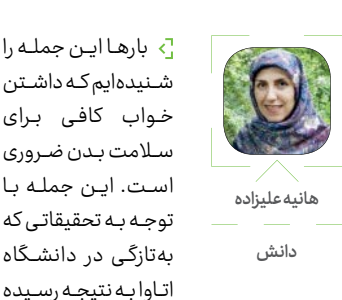 هانیه علیزاده
دانش
بارها این جمله را
شنیده‌ایم که داشتن
خواب کافی برای
سلامت بدن ضروری
است. این جمله با
توجه به تحقیقاتی که
به‌تازگی در دانشگاه
اتاوا به نتیجه رسیده